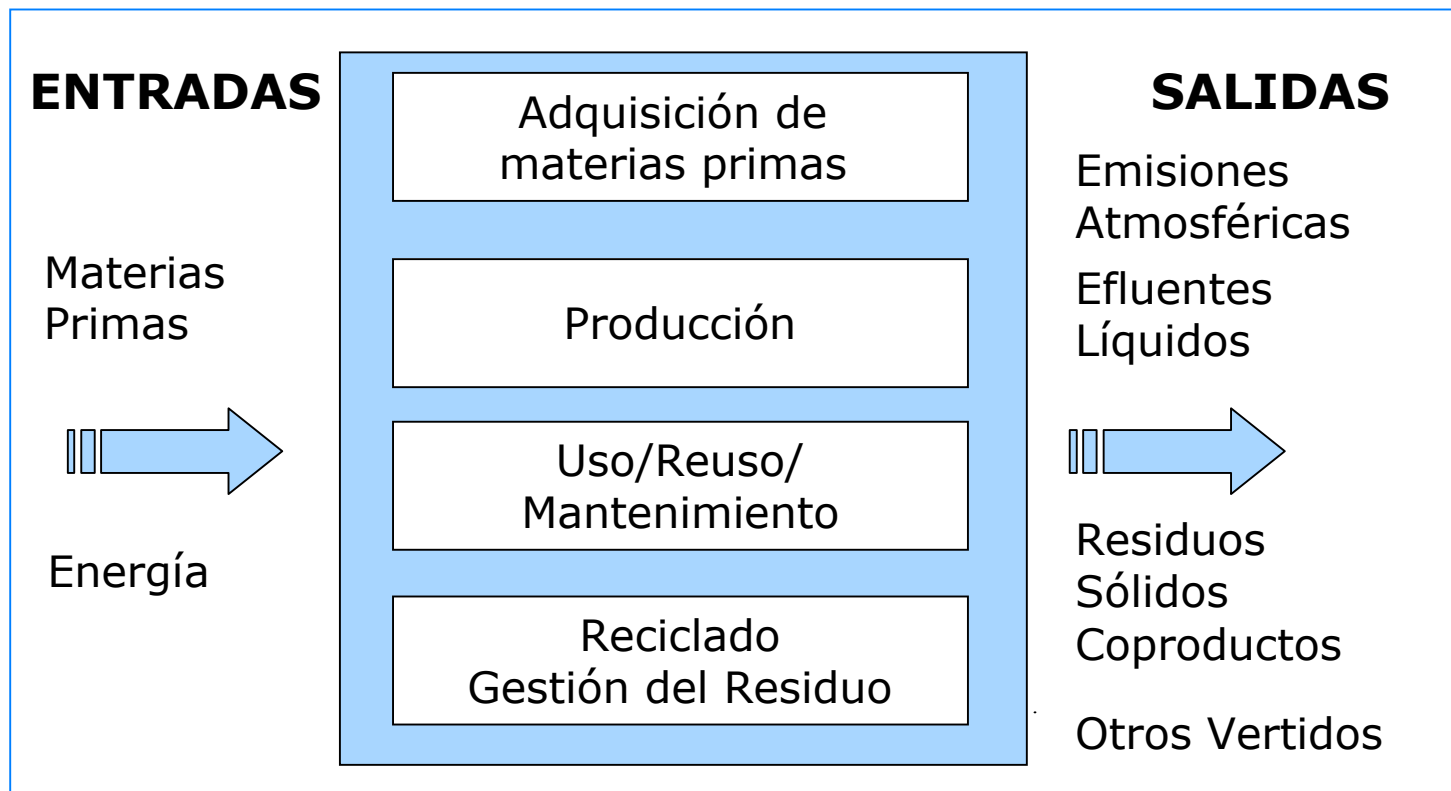 ENTRADAS
Materias
Primas
Energía
Adquisición de
materias primas
Producción
Uso/Reuso/
Mantenimiento
Reciclado
Gestión del Residuo
SALIDAS
Emisiones
Atmosféricas
Efluentes
Líquidos
Residuos
Sólidos
Coproductos
Otros Vertidos